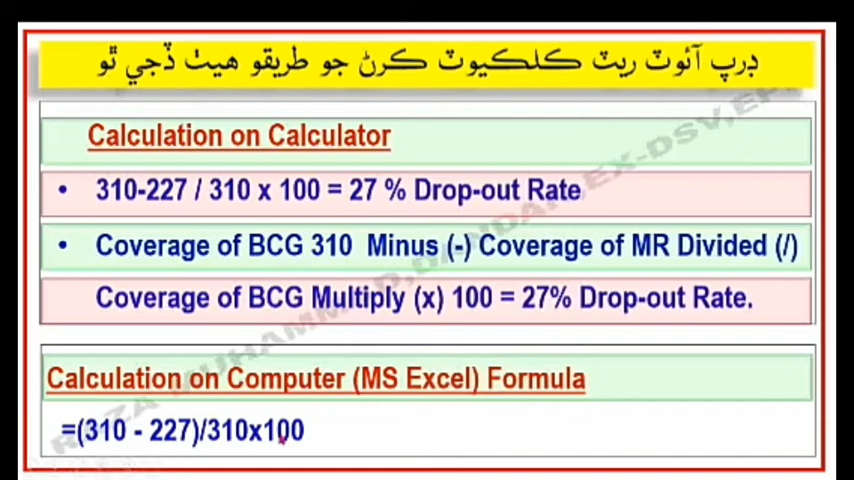 ڊرپ آئوٽ ريٽ ڪلڪيوٽ ڪرڻ جو طريقو هيٺ ڏجي ٿو
Calculation on Calculator
• 310-227 / 310 x 100 = 27 % Drop-out Rate
• Coverage of BCG 310 Minus (-) Coverage of MR Divided (/)
Coverage of BCG Multiply (x) 100 = 27% Drop-out Rate.
Calculation on Computer (MS Excel) Formula
=(310 - 227)/310x100